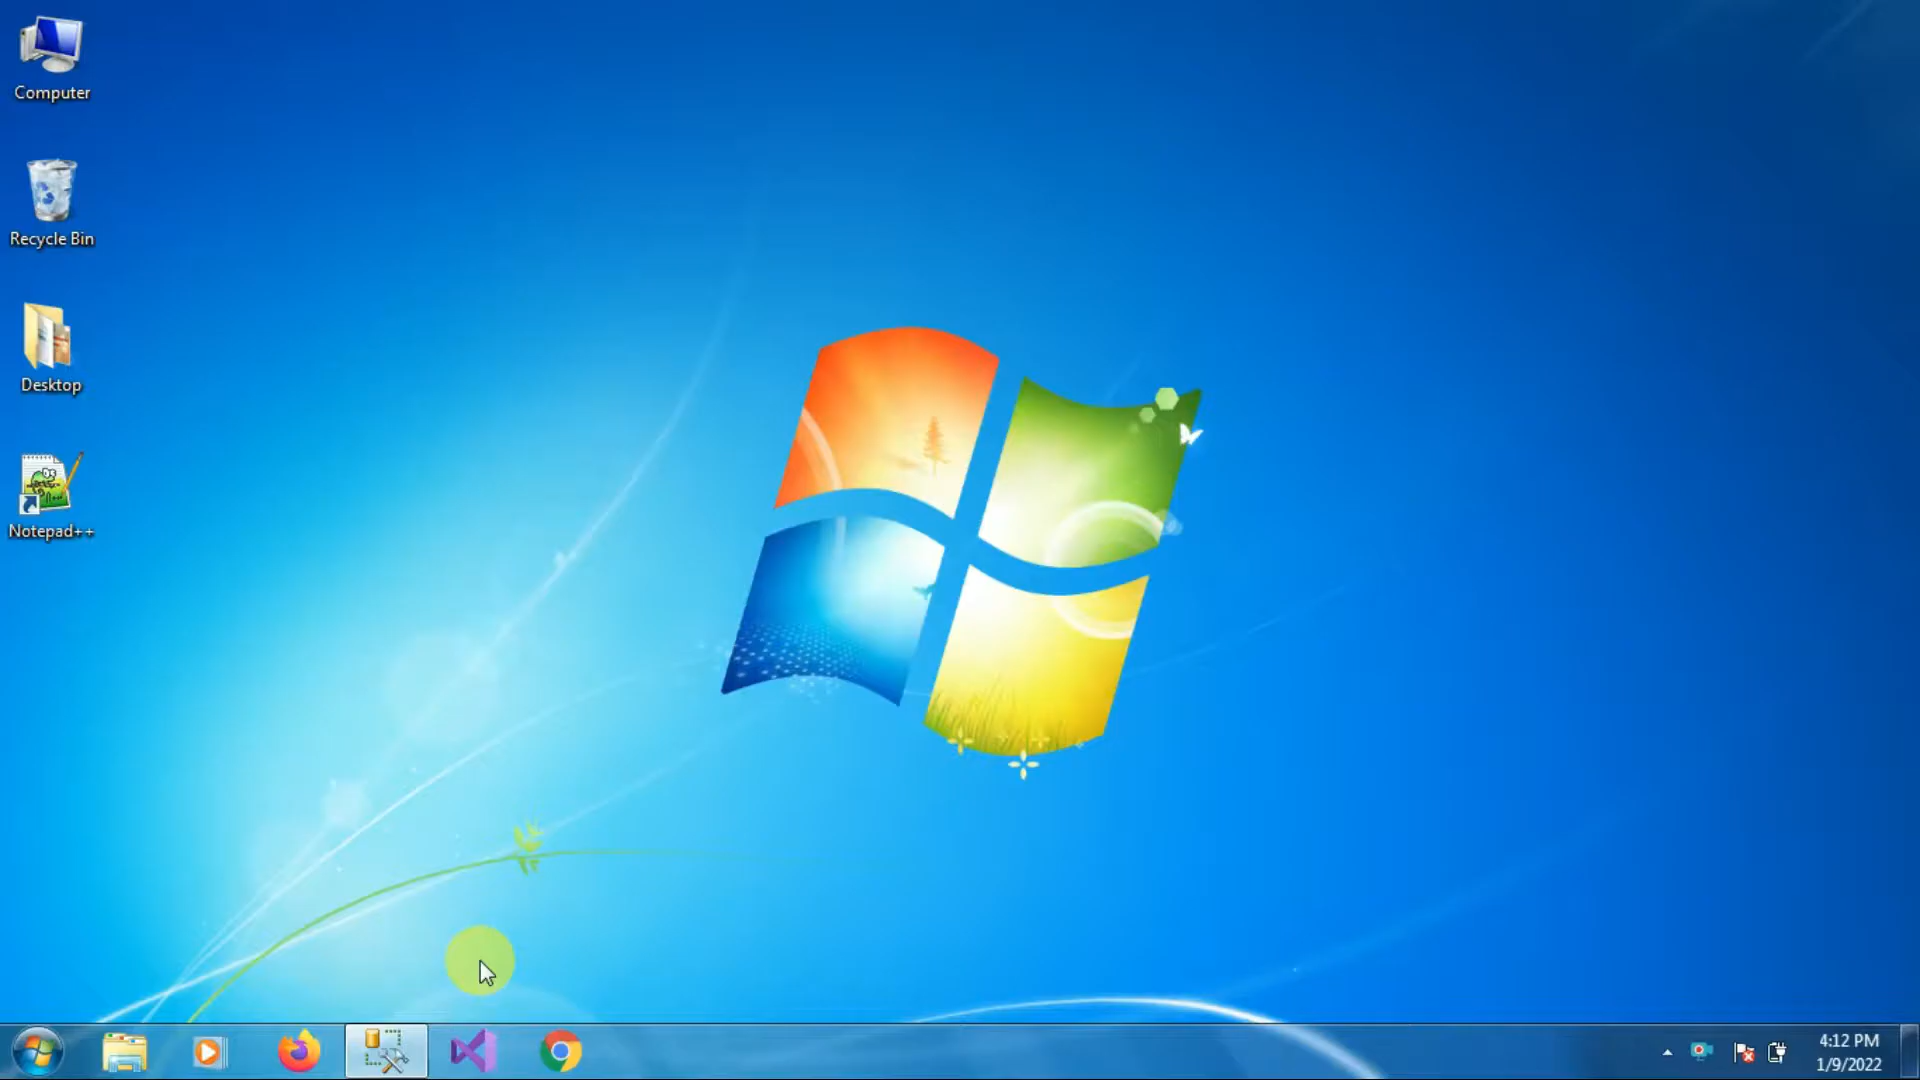 Computer
Recycle Bin
Desktop
Notepad++
4:12 PM
1/9/2022